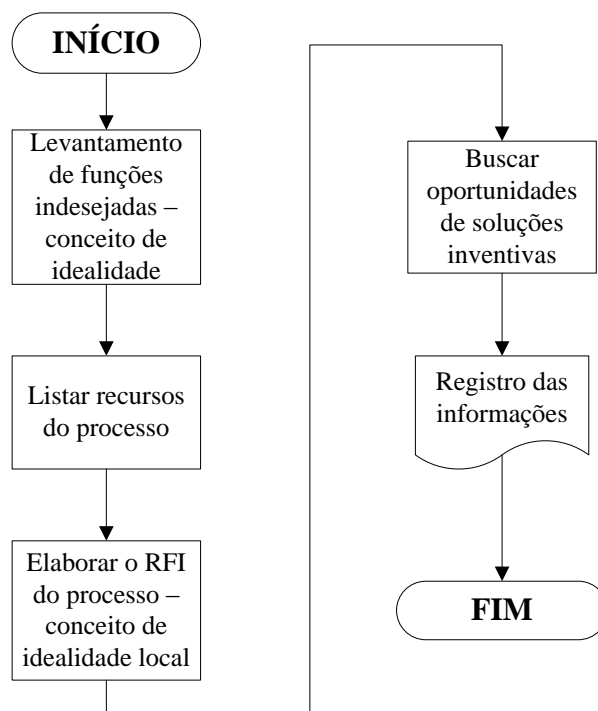 INÍCIO
Levantamento
de funções
indesejadas –
conceito de
idealidade
Listar recursos
do processo
Elaborar o RFI
do processo –
conceito de
idealidade local
Buscar
oportunidades
de soluções
inventivas
Registro das
informações
FIM